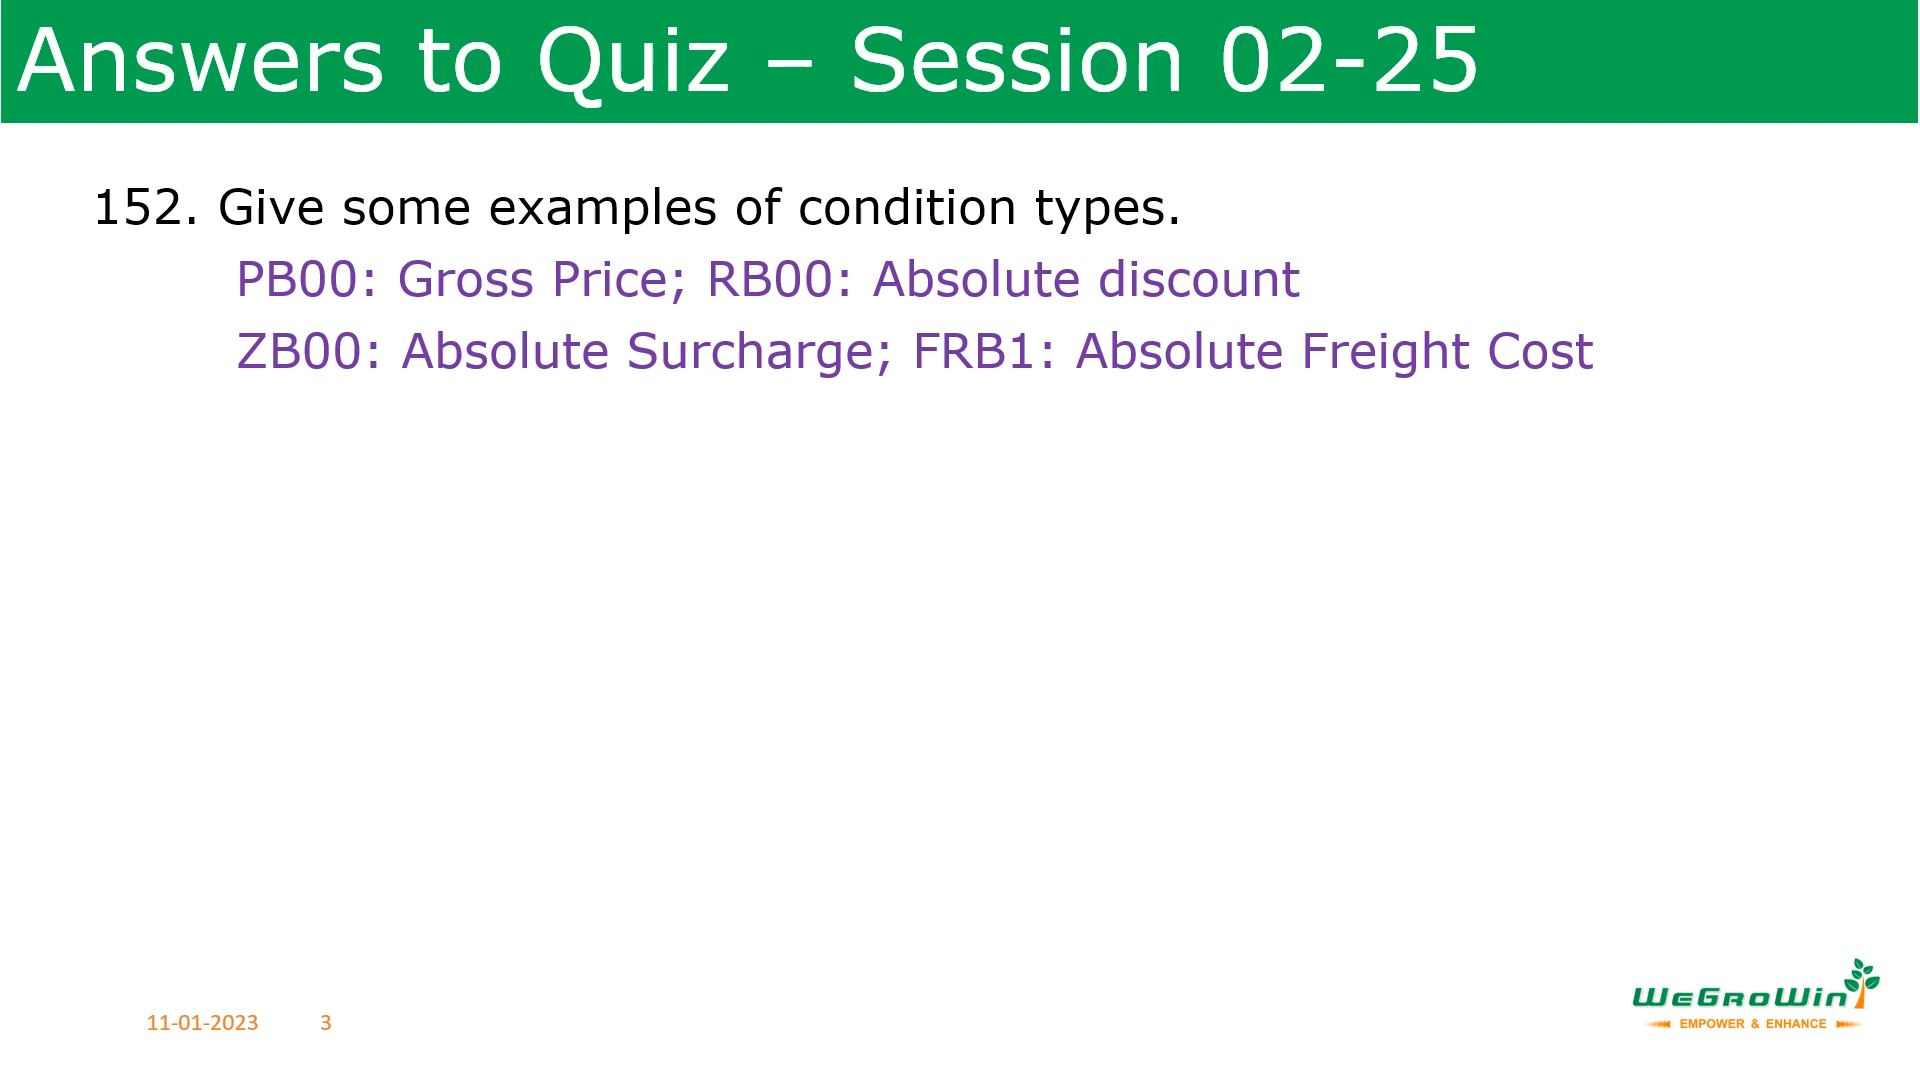 Answers to Quiz – Session 02-25
152. Give some examples of condition types.
PB00: Gross Price; RB00: Absolute discount
ZB00: Absolute Surcharge; FRB1: Absolute Freight Cost
11-01-2023 3
WeGroWin
EMPOWER & ENHANCE